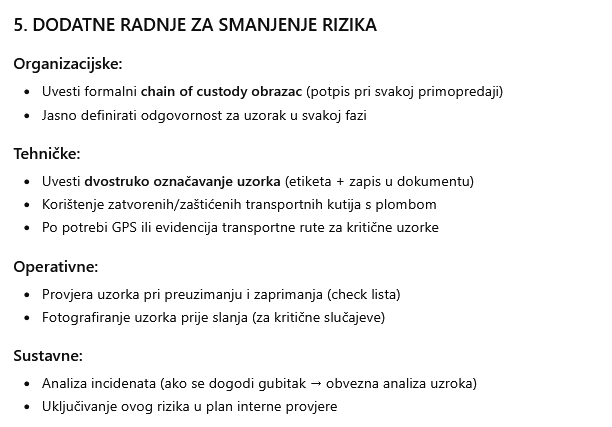 5. DODATNE RADNJE ZA SMANJENJE RIZIKA
Organizacijske:
• Uvesti formalni chain of custody obrazac (potpis pri svakoj primopredaji)
• Jasno definirati odgovornost za uzorak u svakoj fazi
Tehničke:
• Uvesti dvostruko označavanje uzorka (etiketa + zapis u dokumentu)
• Korištenje zatvorenih/zaštićenih transportnih kutija s plombom
• Po potrebi GPS ili evidencija transportne rute za kritične uzorke
Operativne:
• Provjera uzorka pri preuzimanju i zaprimanja (check lista)
• Fotografiranje uzorka prije slanja (za kritične slučajeve)
Sustavne:
• Analiza incidenata (ako se dogodi gubitak → obvezna analiza uzroka)
• Uključivanje ovog rizika u plan interne provjere